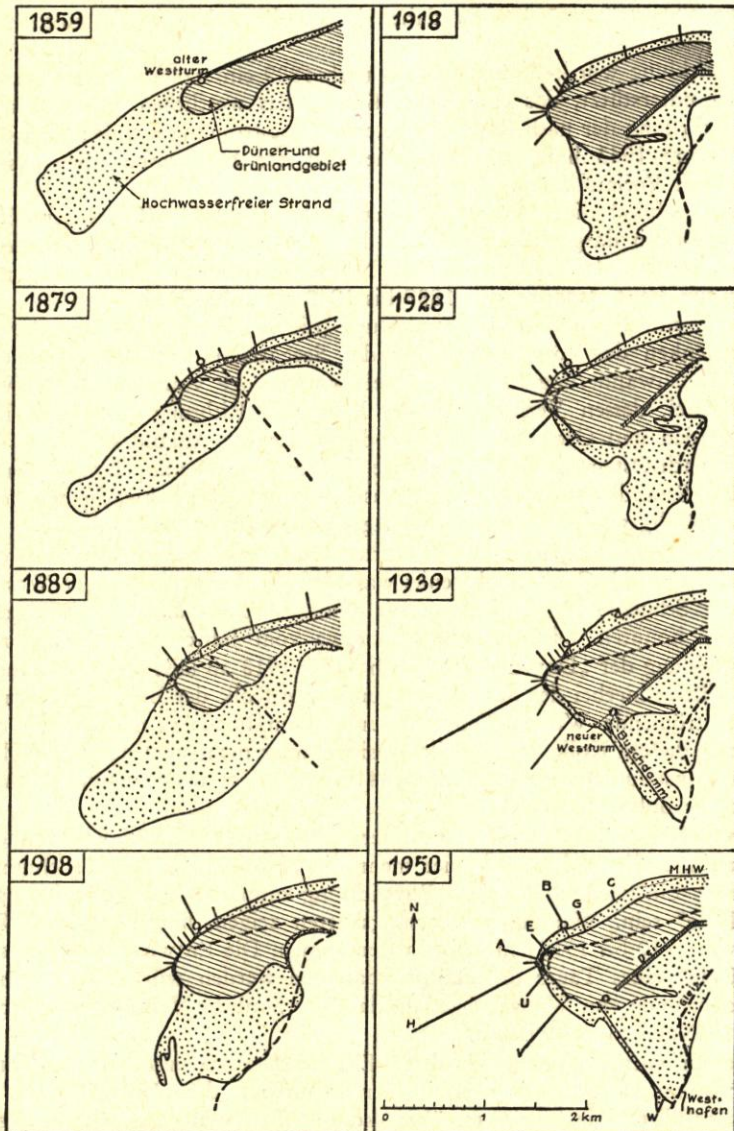 1859
alter
Westturm
Dünen-und
Grünlandgebiet
Hochwasserfreier Strand
1879
1889
1908
1918
1928
1939
neuer
Westturm
Buschdamm
1950
MHW
N
B
G
C
E
A
Deich
U
H
V
West-
hafen
W
0 1 2 km